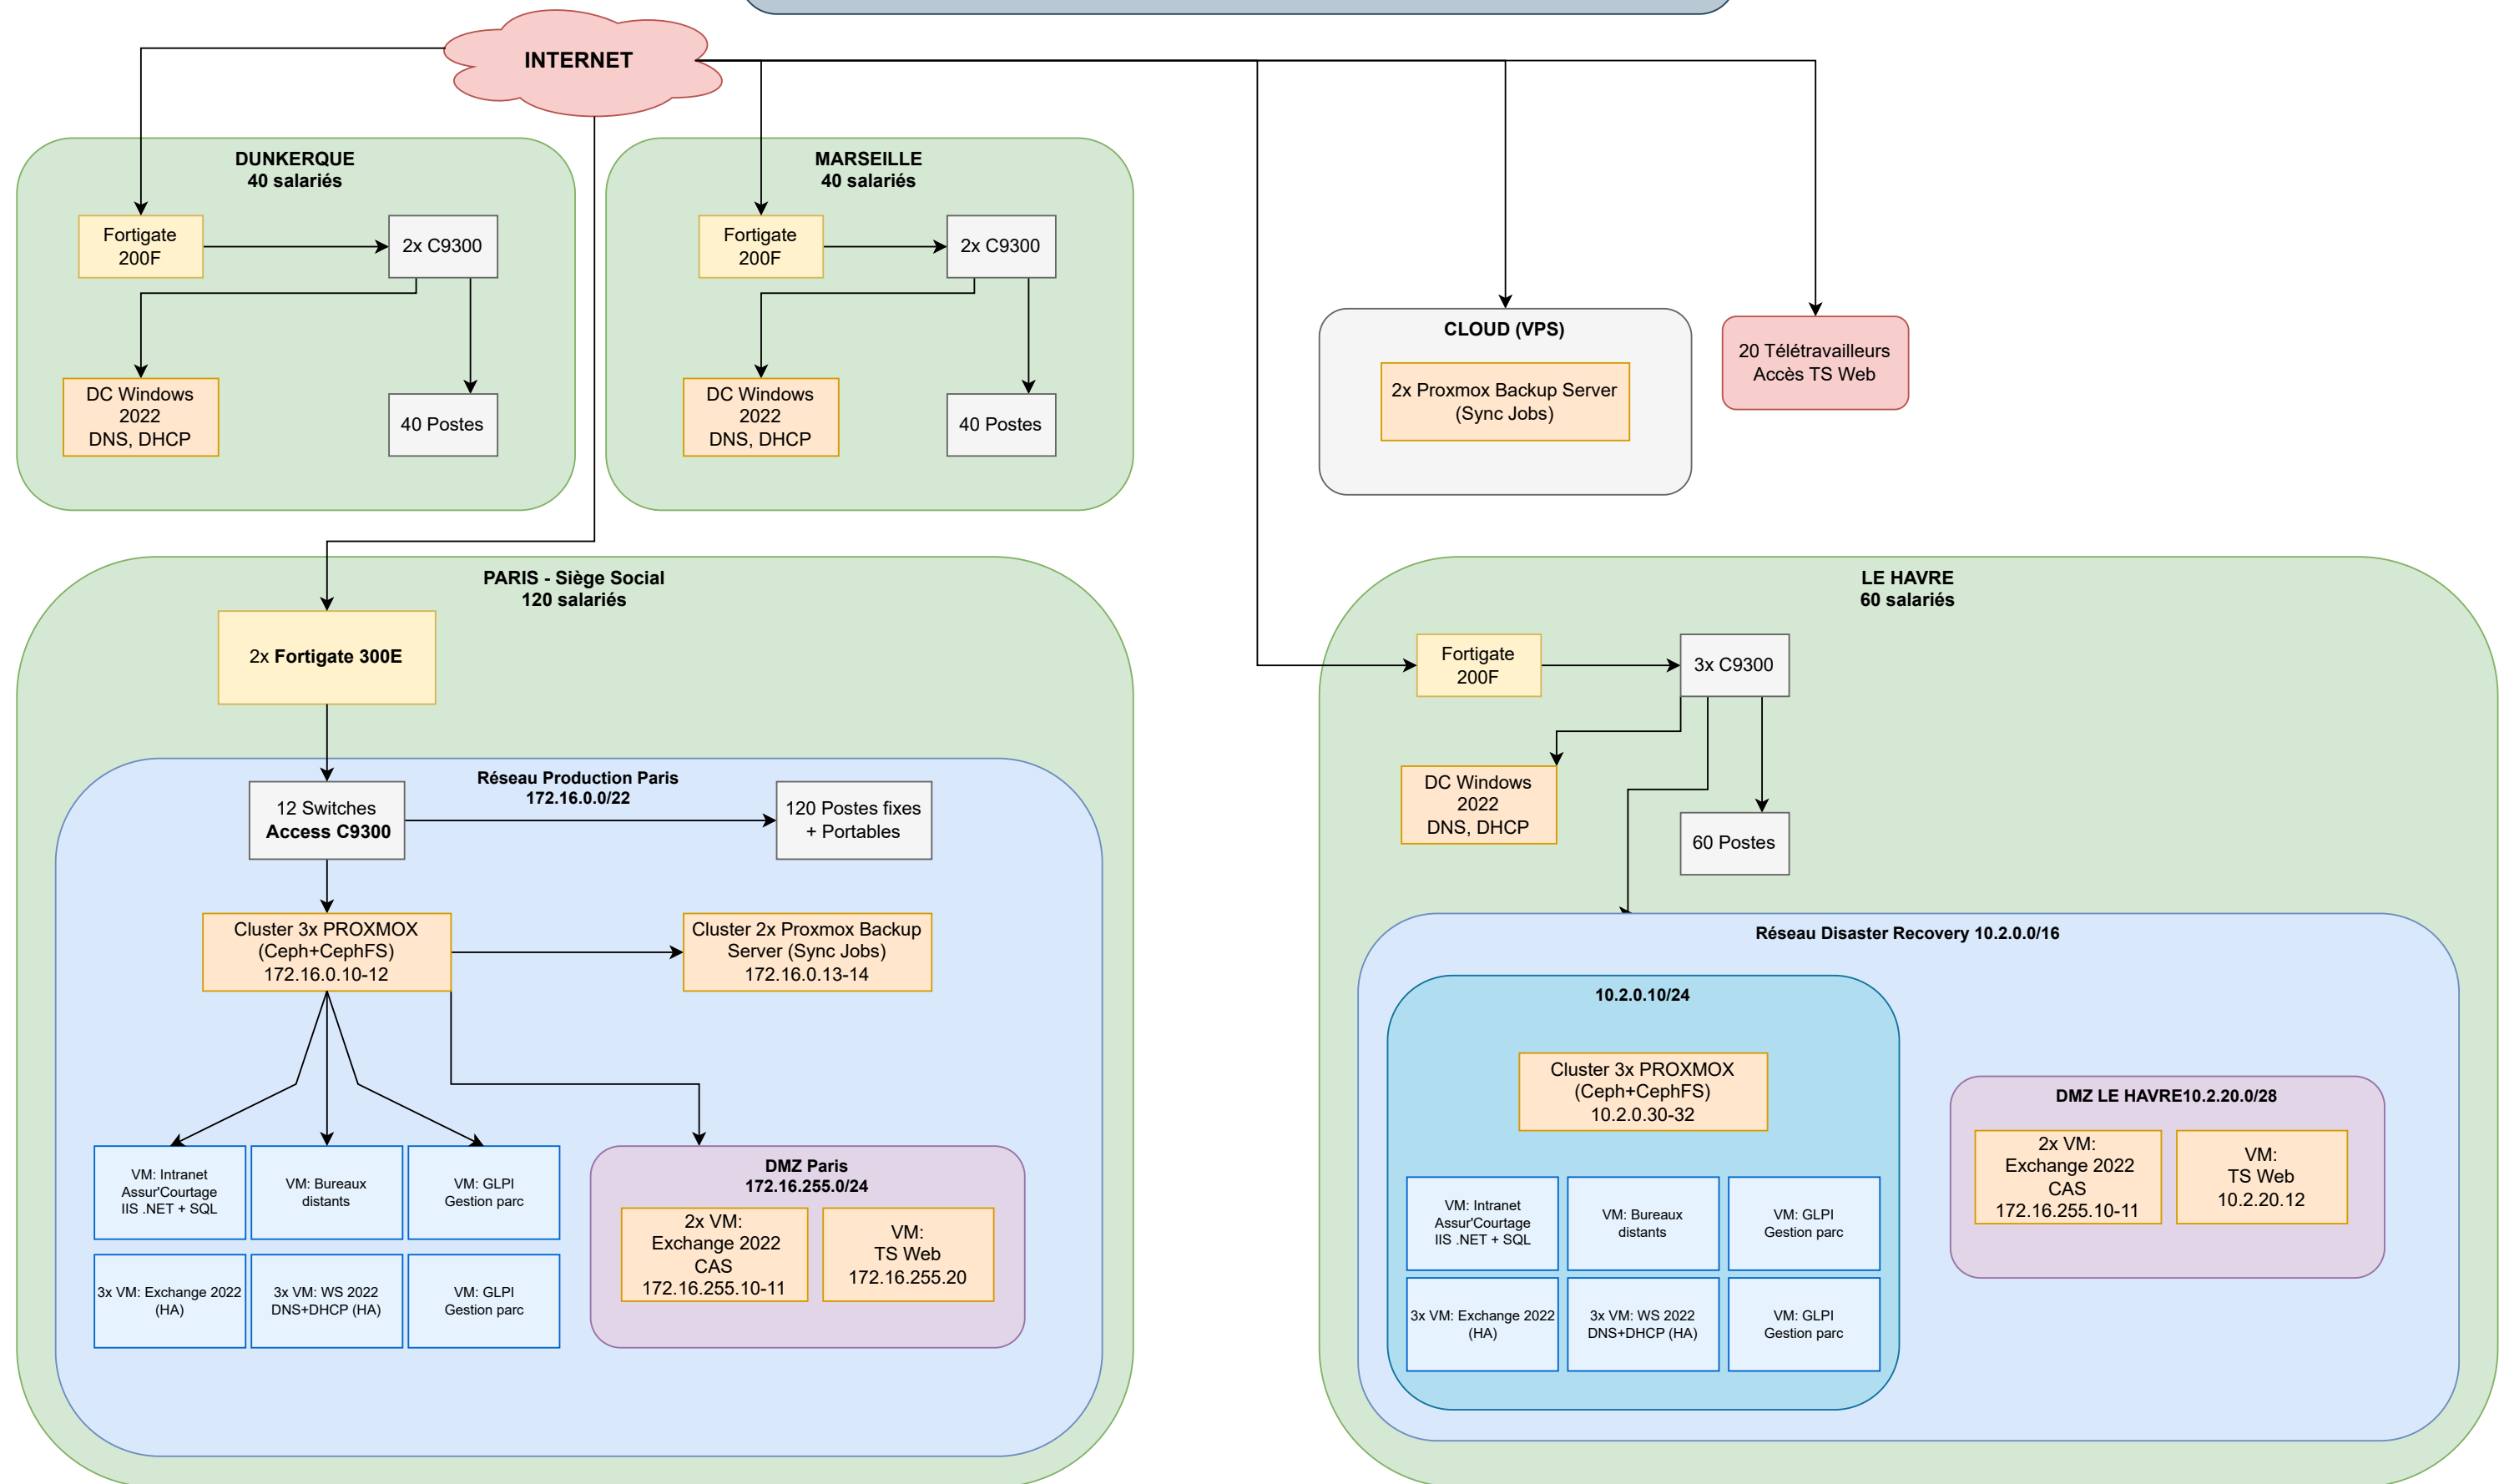 INTERNET
DUNKERQUE
40 salariés
Fortigate
200F
2x C9300
DC Windows
2022
DNS, DHCP
40 Postes
MARSEILLE
40 salariés
Fortigate
200F
2x C9300
DC Windows
2022
DNS, DHCP
40 Postes
CLOUD (VPS)
2x Proxmox Backup Server
(Sync Jobs)
20 Télétravailleurs
Accès TS Web
PARIS - Siège Social
120 salariés
2x Fortigate 300E
Réseau Production Paris
172.16.0.0/22
12 Switches
Access C9300
120 Postes fixes
+ Portables
Cluster 3x PROXMOX
(Ceph+CephFS)
172.16.0.10-12
Cluster 2x Proxmox Backup
Server (Sync Jobs)
172.16.0.13-14
VM: Intranet
Assur'Courtage
IIS .NET + SQL
VM: Bureaux
distants
VM: GLPI
Gestion parc
3x VM: Exchange 2022
(HA)
3x VM: WS 2022
DNS+DHCP (HA)
VM: GLPI
Gestion parc
DMZ Paris
172.16.255.0/24
2x VM:
Exchange 2022
CAS
172.16.255.10-11
VM:
TS Web
172.16.255.20
LE HAVRE
60 salariés
Fortigate
200F
3x C9300
DC Windows
2022
DNS, DHCP
60 Postes
Réseau Disaster Recovery 10.2.0.0/16
10.2.0.10/24
Cluster 3x PROXMOX
(Ceph+CephFS)
10.2.0.30-32
VM: Intranet
Assur'Courtage
IIS .NET + SQL
VM: Bureaux
distants
VM: GLPI
Gestion parc
3x VM: Exchange 2022
(HA)
3x VM: WS 2022
DNS+DHCP (HA)
VM: GLPI
Gestion parc
DMZ LE HAVRE10.2.20.0/28
2x VM:
Exchange 2022
CAS
172.16.255.10-11
VM:
TS Web
10.2.20.12